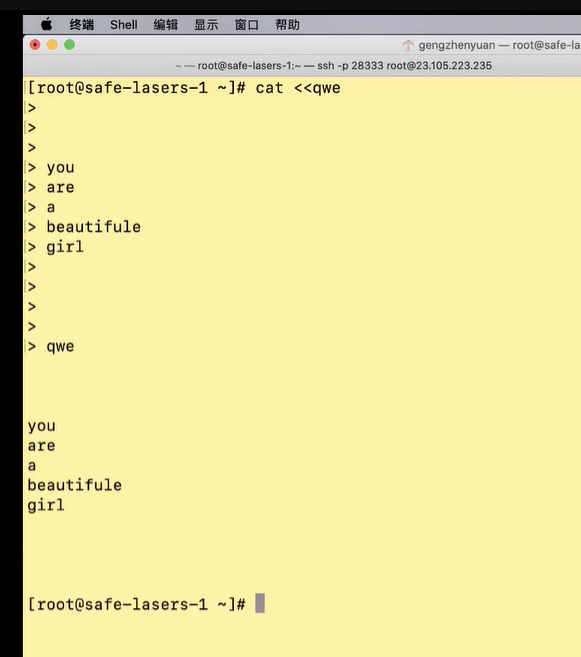 终端 Shell 编辑 显示 窗口 帮助
gengzhenyuan — root@safe-la
~ — root@safe-lasers-1:~ — ssh -p 28333 root@23.105.223.235
[root@safe-lasers-1 ~]# cat <<qwe
>
>
>
> you
> are
> a
> beautifule
> girl
>
>
>
>
> qwe
you
are
a
beautifule
girl
[root@safe-lasers-1 ~]#